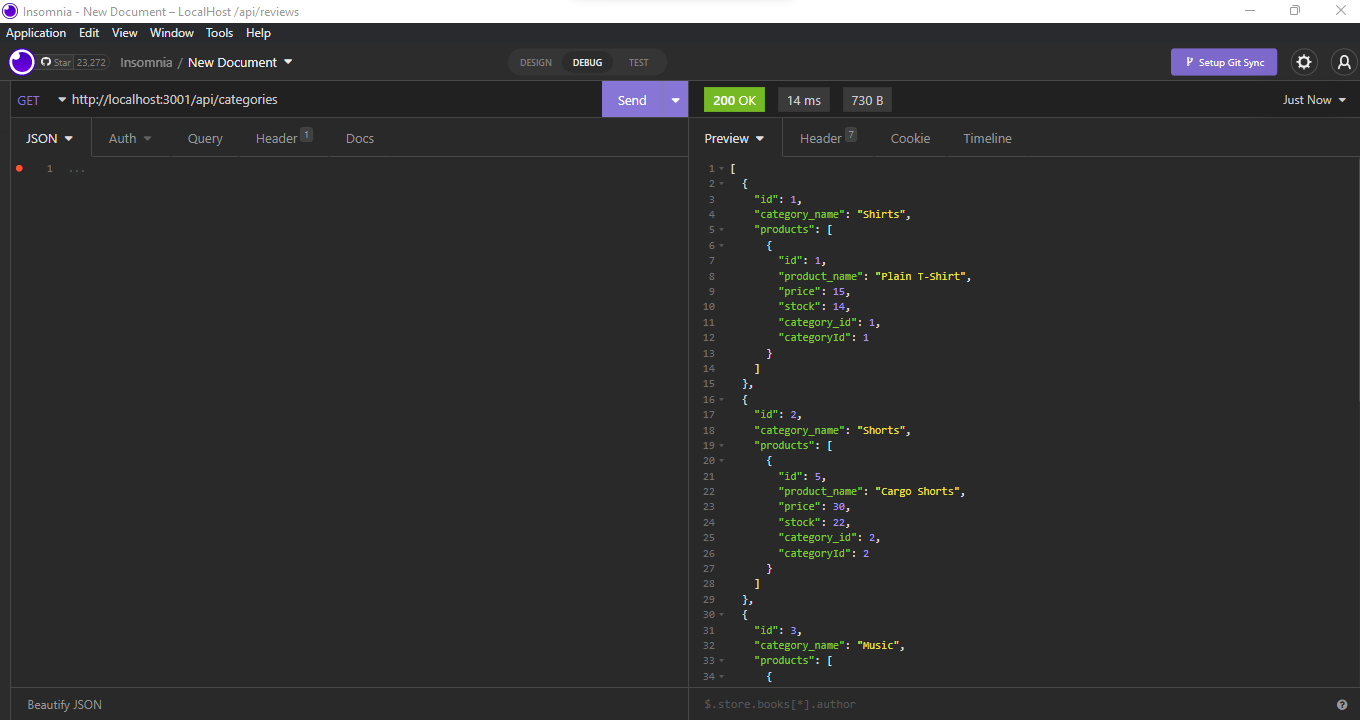 Insomnia - New Document – LocalHost /api/reviews
Application Edit View Window Tools Help
Star 23,272 Insomnia / New Document DESIGN DEBUG TEST Setup Git Sync
GET http://localhost:3001/api/categories Send 200 OK 14 ms 730 B Just Now
JSON Auth Query Header 1 Docs Preview Header 7 Cookie Timeline
1 ...
1 [
2 {
3 "id": 1,
4 "category_name": "Shirts",
5 "products": [
6 {
7 "id": 1,
8 "product_name": "Plain T-Shirt",
9 "price": 15,
10 "stock": 14,
11 "category_id": 1,
12 "categoryId": 1
13 }
14 ]
15 },
16 {
17 "id": 2,
18 "category_name": "Shorts",
19 "products": [
20 {
21 "id": 5,
22 "product_name": "Cargo Shorts",
23 "price": 30,
24 "stock": 22,
25 "category_id": 2,
26 "categoryId": 2
27 }
28 ]
29 },
30 {
31 "id": 3,
32 "category_name": "Music",
33 "products": [
34 {
Beautify JSON $.store.books[*].author ?